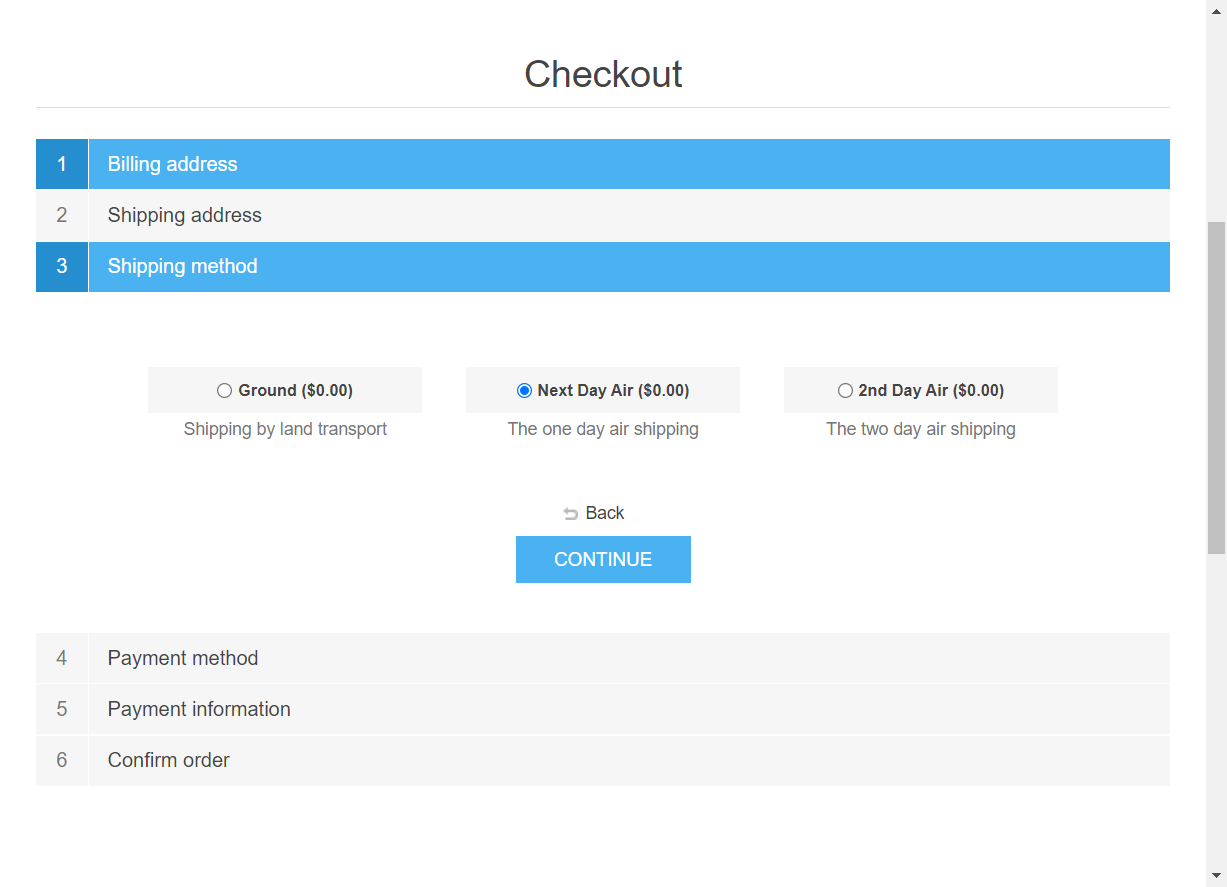 Checkout
1 Billing address
2 Shipping address
3 Shipping method
Ground ($0.00) Next Day Air ($0.00) 2nd Day Air ($0.00)
Shipping by land transport The one day air shipping The two day air shipping
Back
CONTINUE
4 Payment method
5 Payment information
6 Confirm order